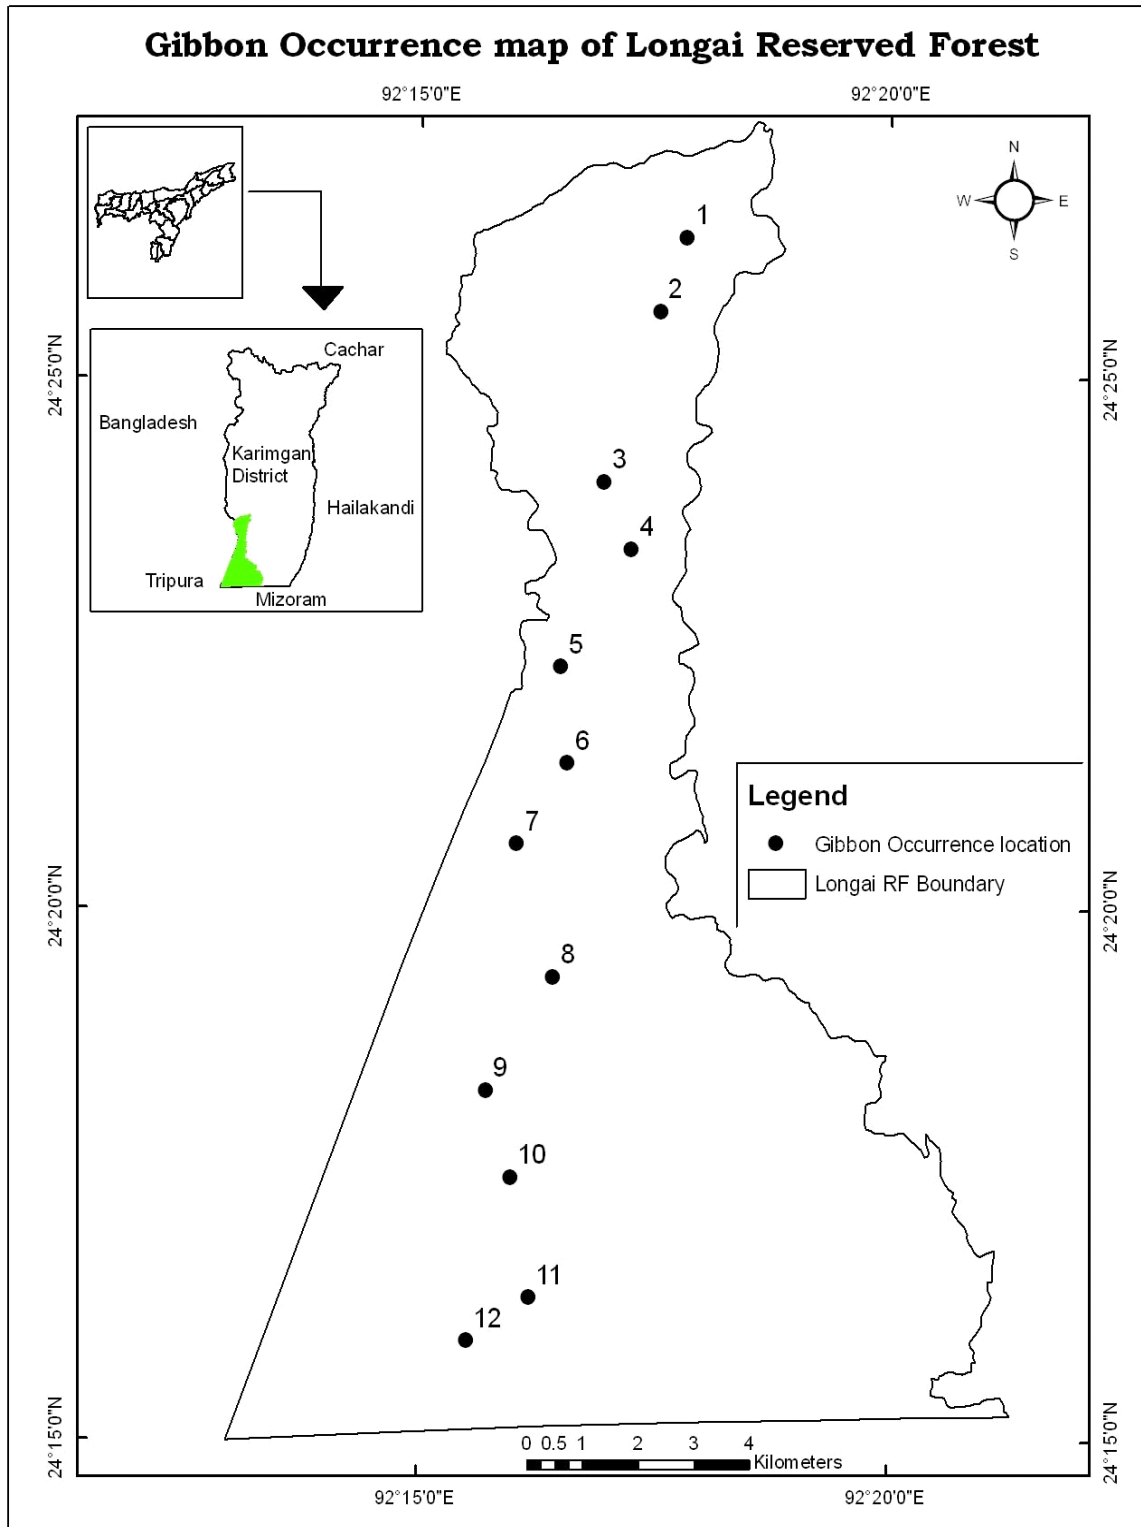 Gibbon Occurrence map of Longai Reserved Forest
92°15'0"E
92°20'0"E
N
W
E
S
1
2
24°25'0"N
24°25'0"N
Cachar
Bangladesh
Karimgan
District
Hailakandi
Tripura
Mizoram
3
4
5
6
7
Legend
Gibbon Occurrence location
Longai RF Boundary
24°20'0"N
24°20'0"N
8
9
10
11
12
24°15'0"N
24°15'0"N
0 0.5 1 2 3 4
Kilometers
92°15'0"E
92°20'0"E